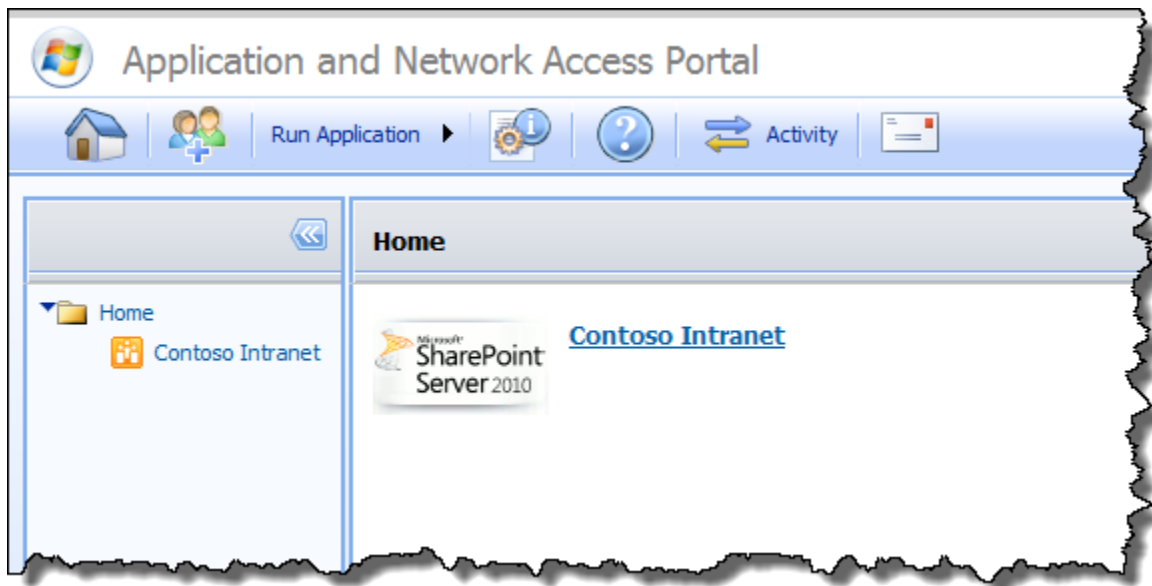 Application and Network Access Portal
Run Application
Activity
Home
Home
Contoso Intranet
Microsoft
SharePoint
Server 2010
Contoso Intranet